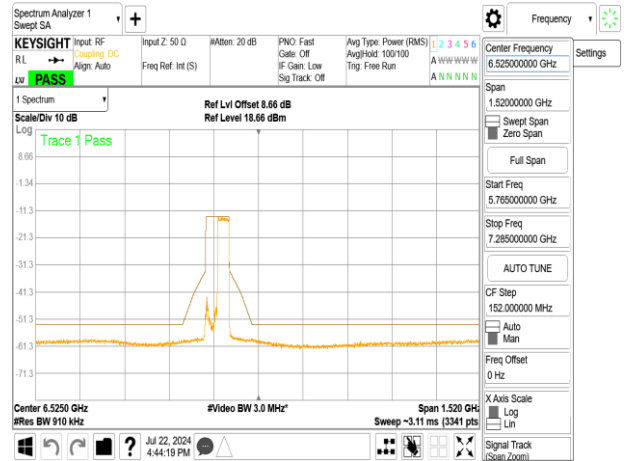 Spectrum Analyzer 1
Swept SA
Frequency
KEYSIGHT
Input: RF
Coupling: DC
Align: Auto
Input Z: 50 Ω
Freq Ref: Int (S)
#Atten: 20 dB
PNO: Fast
Gate: Off
IF Gain: Low
Sig Track: Off
Avg Type: Power (RMS)
Avg|Hold: 100/100
Trig: Free Run
1 2 3 4 5 6
A W W W W W
A N N N N N
R L
LXI
PASS
1 Spectrum
Scale/Div 10 dB
Ref Lvl Offset 8.66 dB
Ref Level 18.66 dBm
Log
Trace 1 Pass
8.66
-1.34
-11.3
-21.3
-31.3
-41.3
-51.3
-61.3
-71.3
Center 6.5250 GHz
#Res BW 910 kHz
#Video BW 3.0 MHz*
Span 1.520 GHz
Sweep ~3.11 ms (3341 pts
Jul 22, 2024
4:44:19 PM
Center Frequency
6.525000000 GHz
Settings
Span
1.52000000 GHz
Swept Span
Zero Span
Full Span
Start Freq
5.765000000 GHz
Stop Freq
7.285000000 GHz
AUTO TUNE
CF Step
152.000000 MHz
Auto
Man
Freq Offset
0 Hz
X Axis Scale
Log
Lin
Signal Track
(Span Zoom)